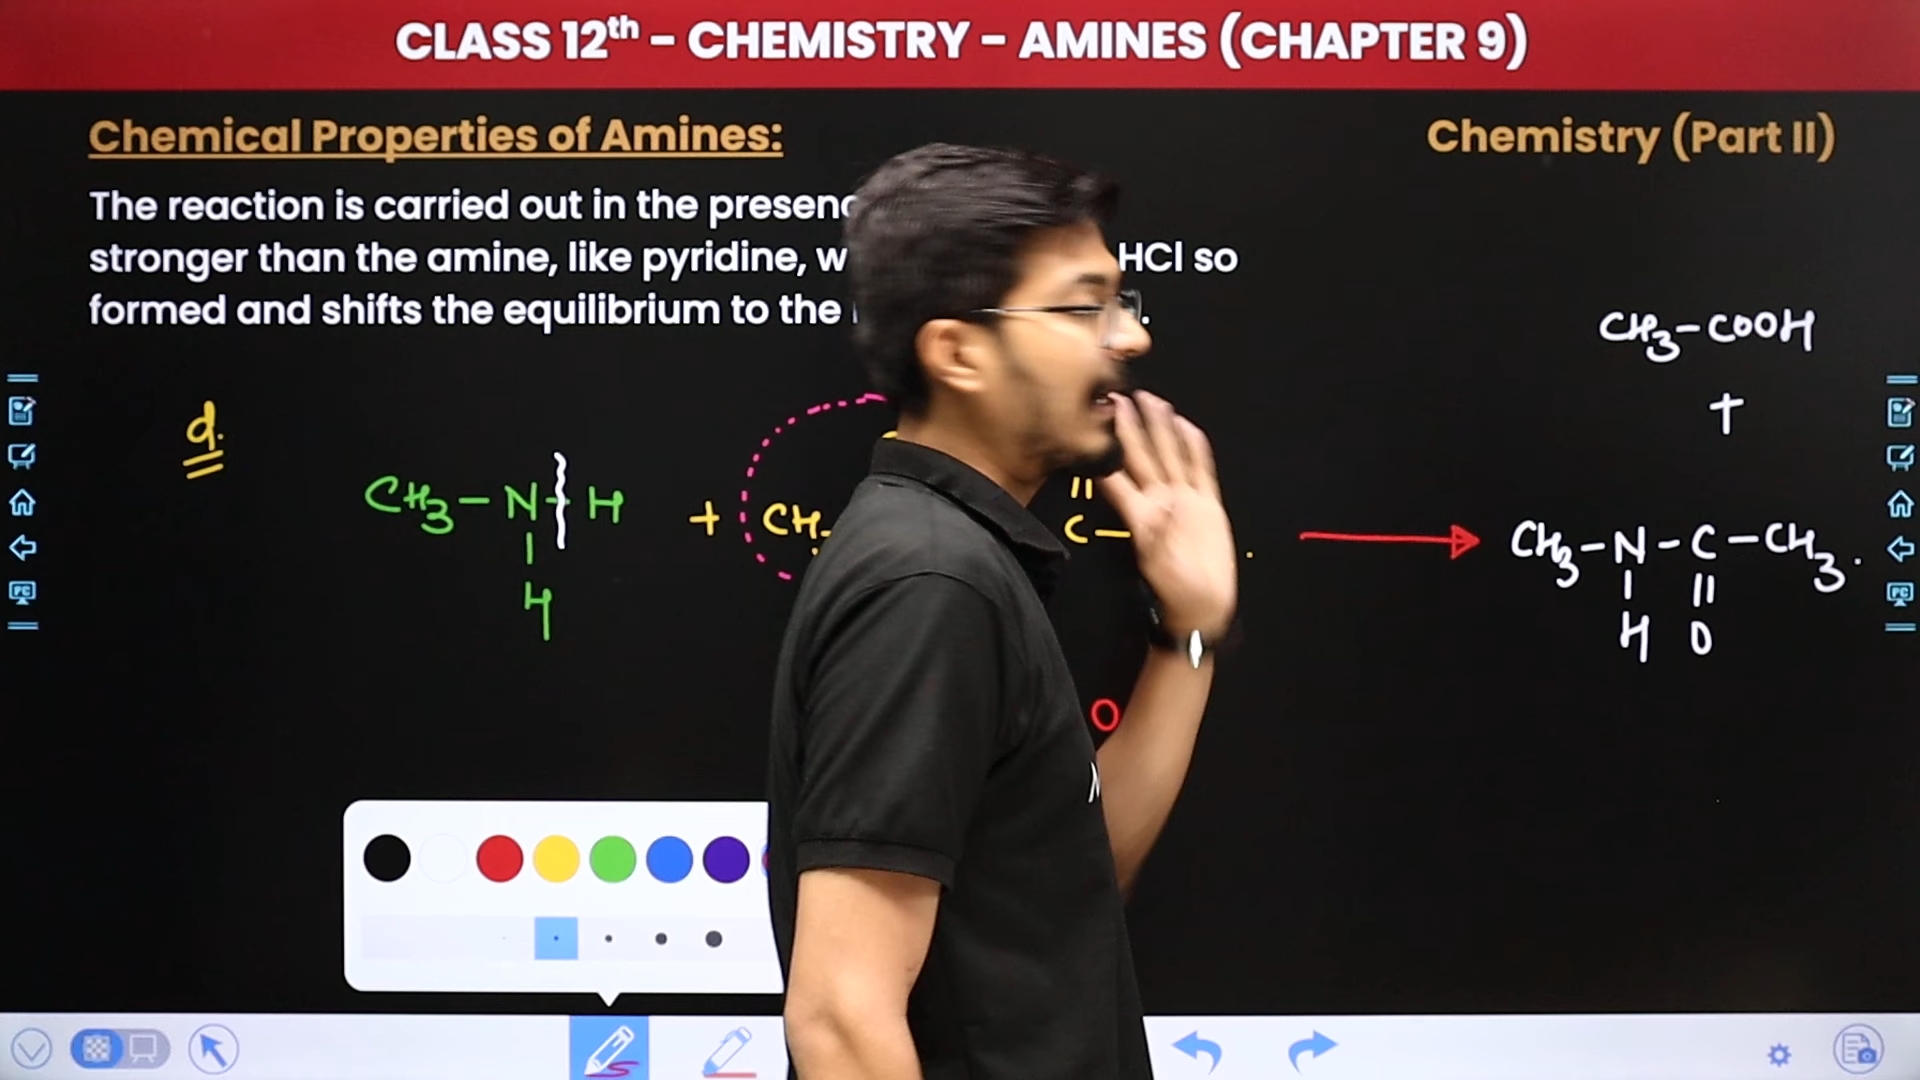 CLASS 12th - CHEMISTRY - AMINES (CHAPTER 9)
Chemical Properties of Amines:
Chemistry (Part II)
The reaction is carried out in the
stronger than the amine, like pyridine, HCl so
formed and shifts the equilibrium to the
CH3-COOH
+
d.
CH3-N-H + CH C- → CH3-N-C-CH3.
H
H O
O